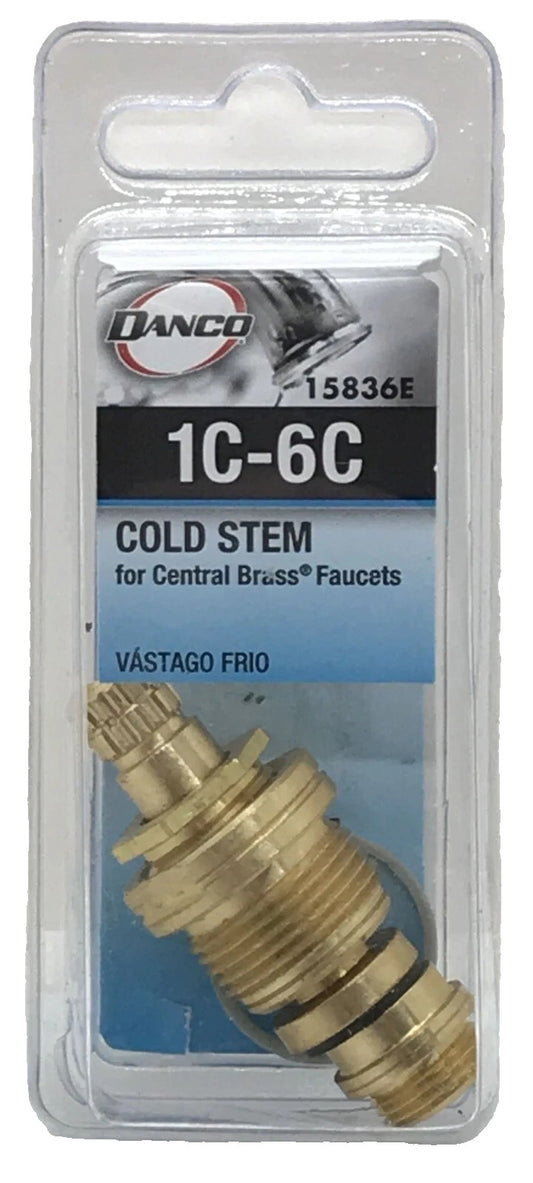 DANCO®
15836E
1C-6C
COLD STEM
for Central Brass® Faucets
VÁSTAGO FRIO